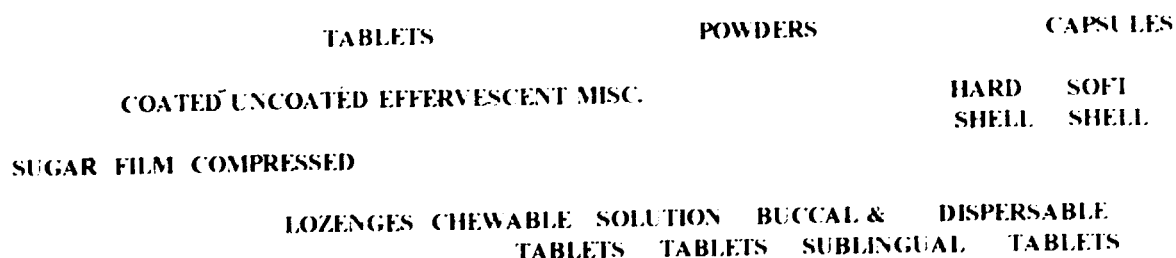 TABLETS POWDERS CAPSULES
COATED UNCOATED EFFERVESCENT MISC. HARD SOFT
SHELL SHELL
SUGAR FILM COMPRESSED
LOZENGES CHEWABLE SOLUTION BUCCAL & DISPERSABLE
TABLETS TABLETS SUBLINGUAL TABLETS